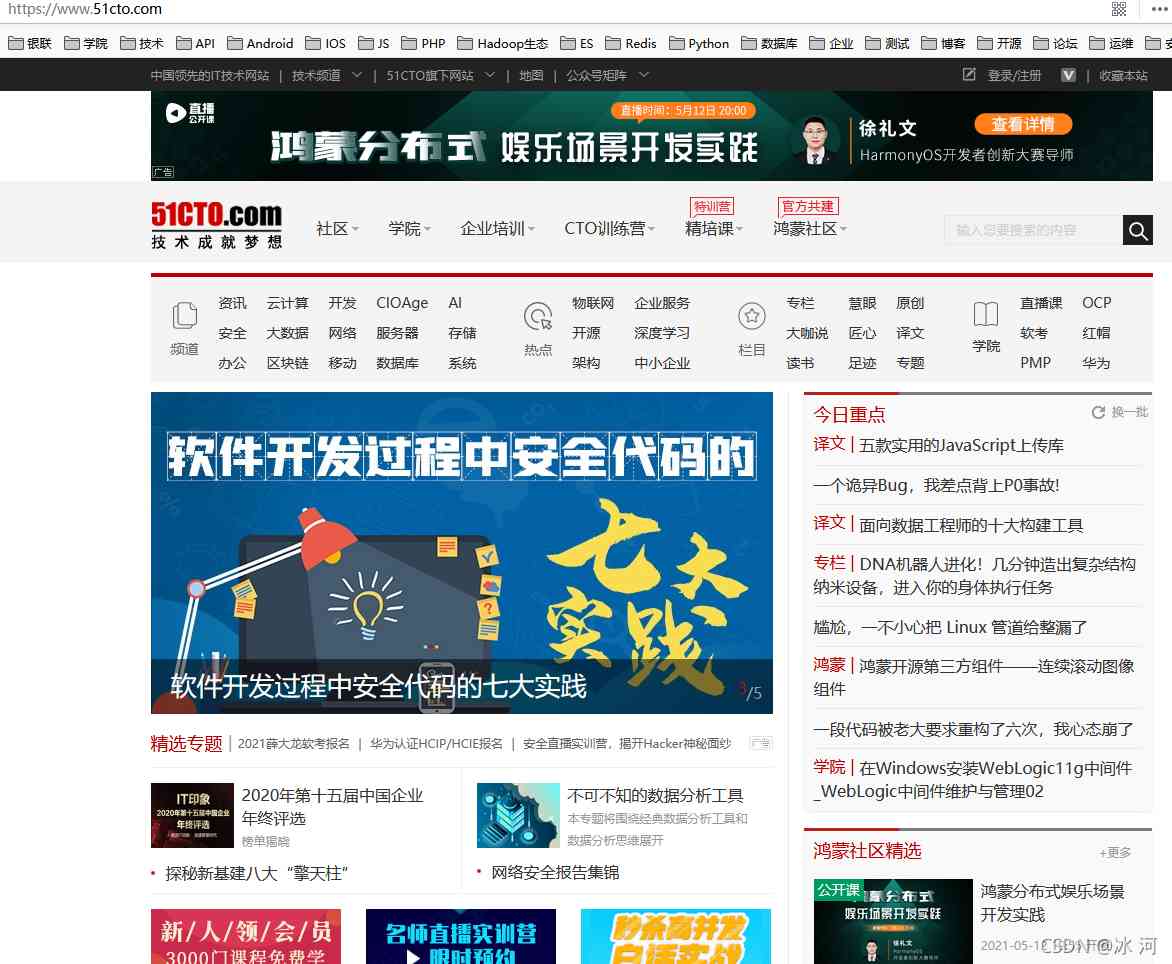 https://www.51cto.com
银联 学院 技术 API Android IOS JS PHP Hadoop生态 ES Redis Python 数据库 企业 测试 博客 开源 论坛 运维
中国领先的IT技术网站 | 技术频道 | 51CTO旗下网站 | 地图 | 公众号矩阵 登录/注册 V | 收藏本站
直播
公开课
直播时间：5月12日 20:00
鸿蒙分布式 娱乐场景开发实践
徐礼文
HarmonyOS开发者创新大赛导师
查看详情
广告
51CTO.com
技术成就梦想
特训营 官方共建
社区 学院 企业培训 CTO训练营 精培课 鸿蒙社区
输入您要搜索的内容
频道
资讯 云计算 开发 CIOAge AI
安全 大数据 网络 服务器 存储
办公 区块链 移动 数据库 系统
热点
物联网 企业服务
开源 深度学习
架构 中小企业
栏目
专栏 慧眼 原创
大咖说 匠心 译文
读书 足迹 专题
学院
直播课 OCP
软考 红帽
PMP 华为
软件开发过程中安全代码的
七大
实践
软件开发过程中安全代码的七大实践
3/5
今日重点 换一批
译文 | 五款实用的JavaScript上传库
一个诡异Bug，我差点背上P0事故!
译文 | 面向数据工程师的十大构建工具
专栏 | DNA机器人进化！几分钟造出复杂结构
纳米设备，进入你的身体执行任务
尴尬，一不小心把 Linux 管道给整漏了
鸿蒙 | 鸿蒙开源第三方组件——连续滚动图像
组件
一段代码被老大要求重构了六次，我心态崩了
学院 | 在Windows安装WebLogic11g中间件
_WebLogic中间件维护与管理02
精选专题 | 2021薛大龙软考报名 | 华为认证HCIP/HCIE报名 | 安全直播实训营，揭开Hacker神秘面纱 广告
IT印象
2020年第十五届中国企业
年终评选
2020年第十五届中国企业
年终评选
榜单揭晓
· 探秘新基建八大“擎天柱”
不可不知的数据分析工具
本专题将围绕经典数据分析工具和
数据分析思维展开
· 网络安全报告集锦
鸿蒙社区精选 +更多
公开课
鸿蒙分布式
娱乐场景开发实践
徐礼文
鸿蒙分布式娱乐场景
开发实践
2021-05-12
新/人/领/会/员
3000门课程免费学
名师直播实训营
限时预约
秒杀高并发
白话实战
CSDN @冰 河